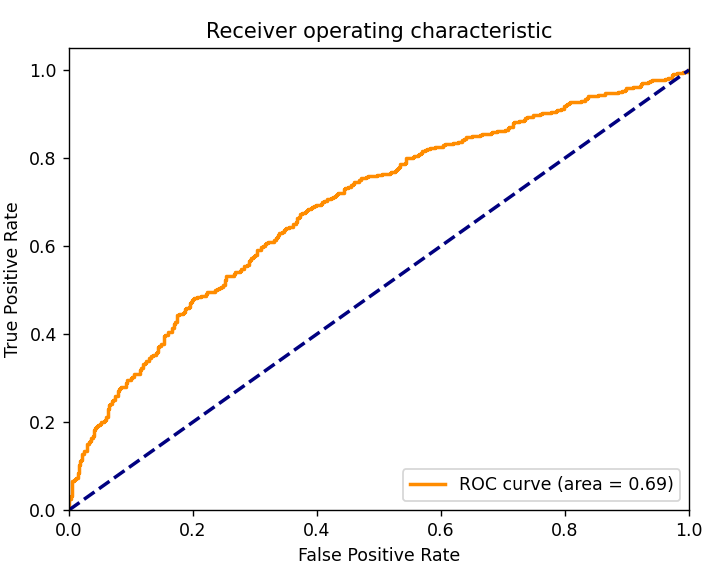 Receiver operating characteristic
True Positive Rate
1.0
0.8
0.6
0.4
0.2
0.0
ROC curve (area = 0.69)
0.0 0.2 0.4 0.6 0.8 1.0
False Positive Rate